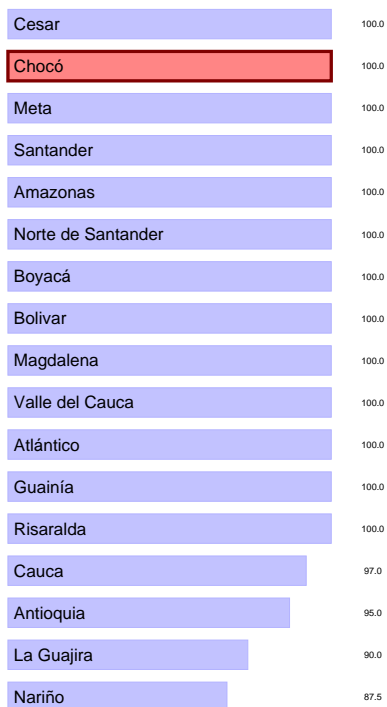 Cesar 100.0
Chocó 100.0
Meta 100.0
Santander 100.0
Amazonas 100.0
Norte de Santander 100.0
Boyacá 100.0
Bolivar 100.0
Magdalena 100.0
Valle del Cauca 100.0
Atlántico 100.0
Guainía 100.0
Risaralda 100.0
Cauca 97.0
Antioquia 95.0
La Guajira 90.0
Nariño 87.5